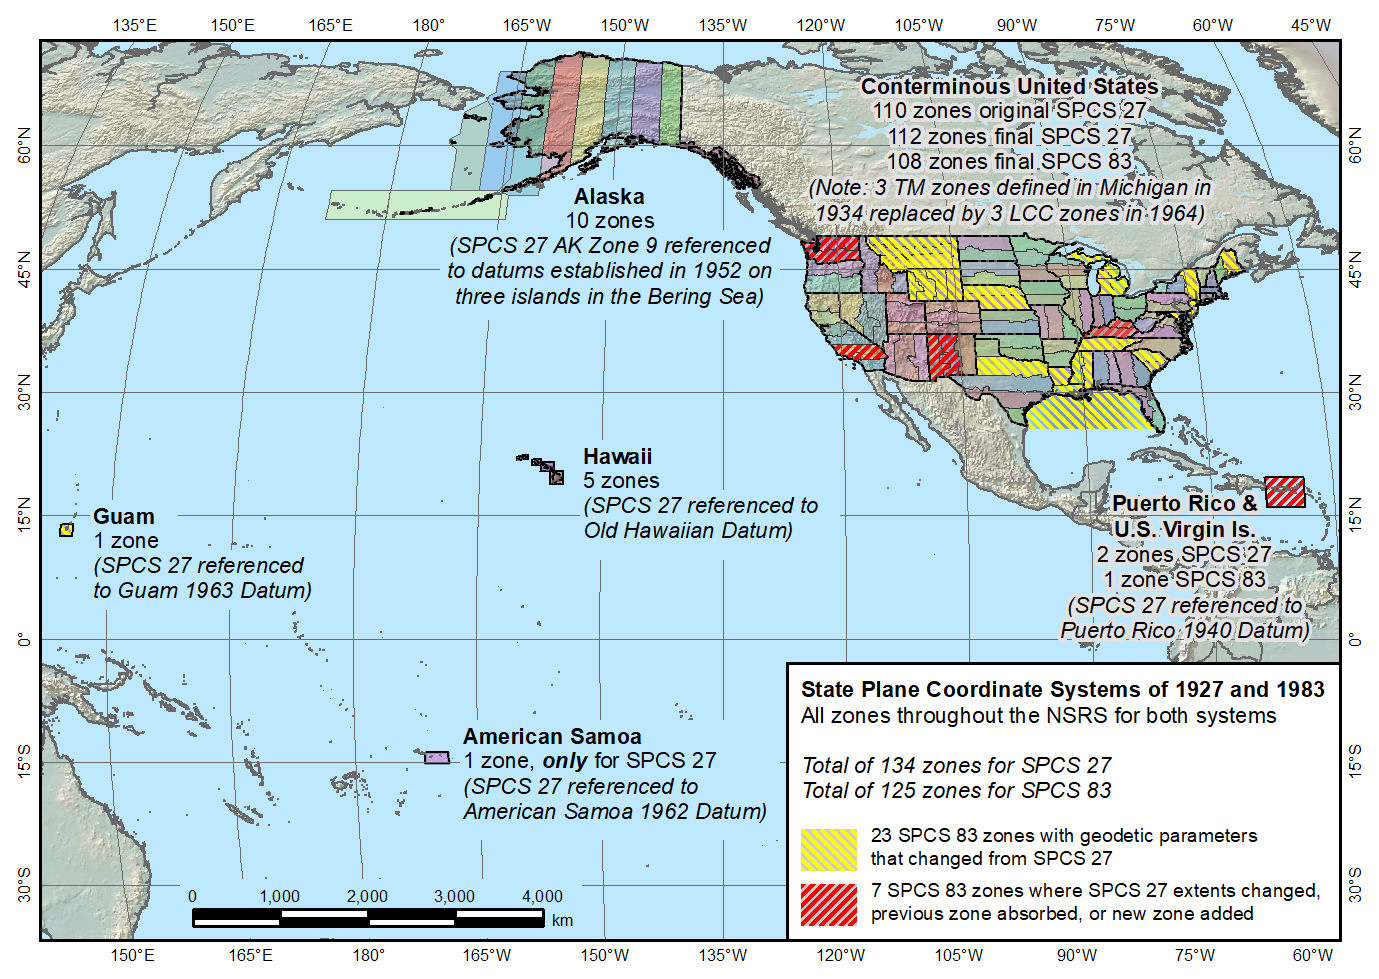 135°E 150°E 165°E 180° 165°W 150°W 135°W 120°W 105°W 90°W 75°W 60°W 45°W
Conterminous United States
110 zones original SPCS 27
112 zones final SPCS 27
108 zones final SPCS 83
(Note: 3 TM zones defined in Michigan in
1934 replaced by 3 LCC zones in 1964)
60°N
60°N
Alaska
10 zones
(SPCS 27 AK Zone 9 referenced
to datums established in 1952 on
three islands in the Bering Sea)
45°N
45°N
30°N
30°N
Hawaii
5 zones
(SPCS 27 referenced to
Old Hawaiian Datum)
15°N
15°N
Guam
1 zone
(SPCS 27 referenced
to Guam 1963 Datum)
Puerto Rico &
U.S. Virgin Is.
2 zones SPCS 27
1 zone SPCS 83
(SPCS 27 referenced to
Puerto Rico 1940 Datum)
0°
0°
American Samoa
1 zone, only for SPCS 27
(SPCS 27 referenced to
American Samoa 1962 Datum)
15°S
15°S
State Plane Coordinate Systems of 1927 and 1983
All zones throughout the NSRS for both systems
Total of 134 zones for SPCS 27
Total of 125 zones for SPCS 83
23 SPCS 83 zones with geodetic parameters
that changed from SPCS 27
7 SPCS 83 zones where SPCS 27 extents changed,
previous zone absorbed, or new zone added
30°S
30°S
0 1,000 2,000 3,000 4,000
km
150°E 165°E 180° 165°W 150°W 135°W 120°W 105°W 90°W 75°W 60°W